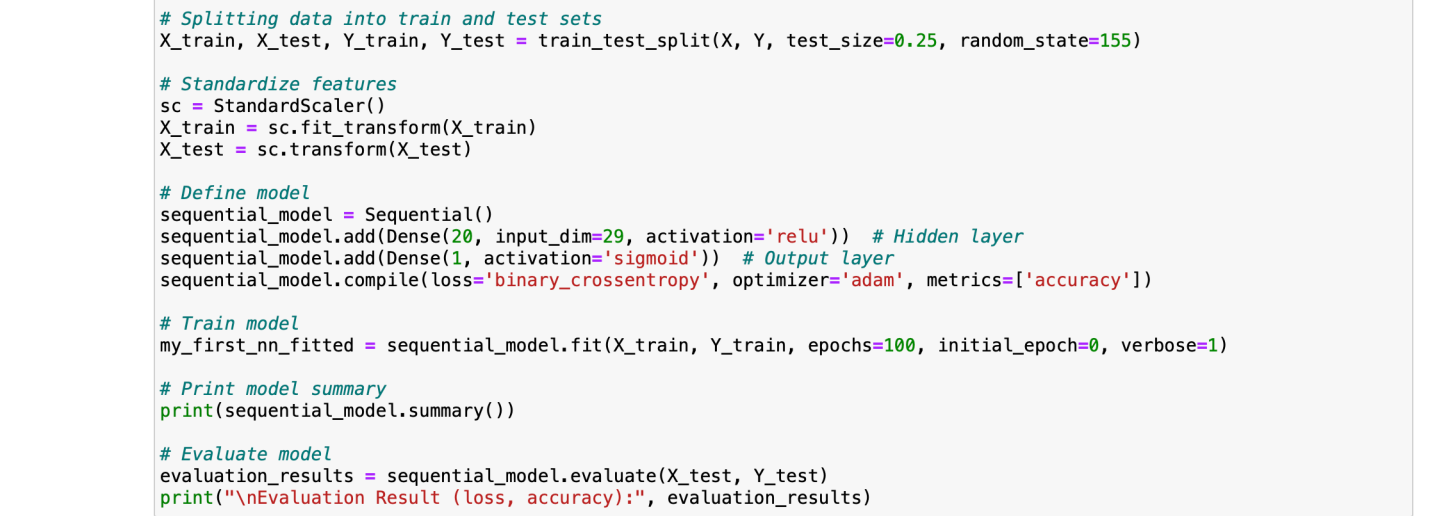 # Splitting data into train and test sets
X_train, X_test, Y_train, Y_test = train_test_split(X, Y, test_size=0.25, random_state=155)
# Standardize features
sc = StandardScaler()
X_train = sc.fit_transform(X_train)
X_test = sc.transform(X_test)
# Define model
sequential_model = Sequential()
sequential_model.add(Dense(20, input_dim=29, activation='relu'))  # Hidden layer
sequential_model.add(Dense(1, activation='sigmoid'))  # Output layer
sequential_model.compile(loss='binary_crossentropy', optimizer='adam', metrics=['accuracy'])
# Train model
my_first_nn_fitted = sequential_model.fit(X_train, Y_train, epochs=100, initial_epoch=0, verbose=1)
# Print model summary
print(sequential_model.summary())
# Evaluate model
evaluation_results = sequential_model.evaluate(X_test, Y_test)
print("\nEvaluation Result (loss, accuracy):", evaluation_results)